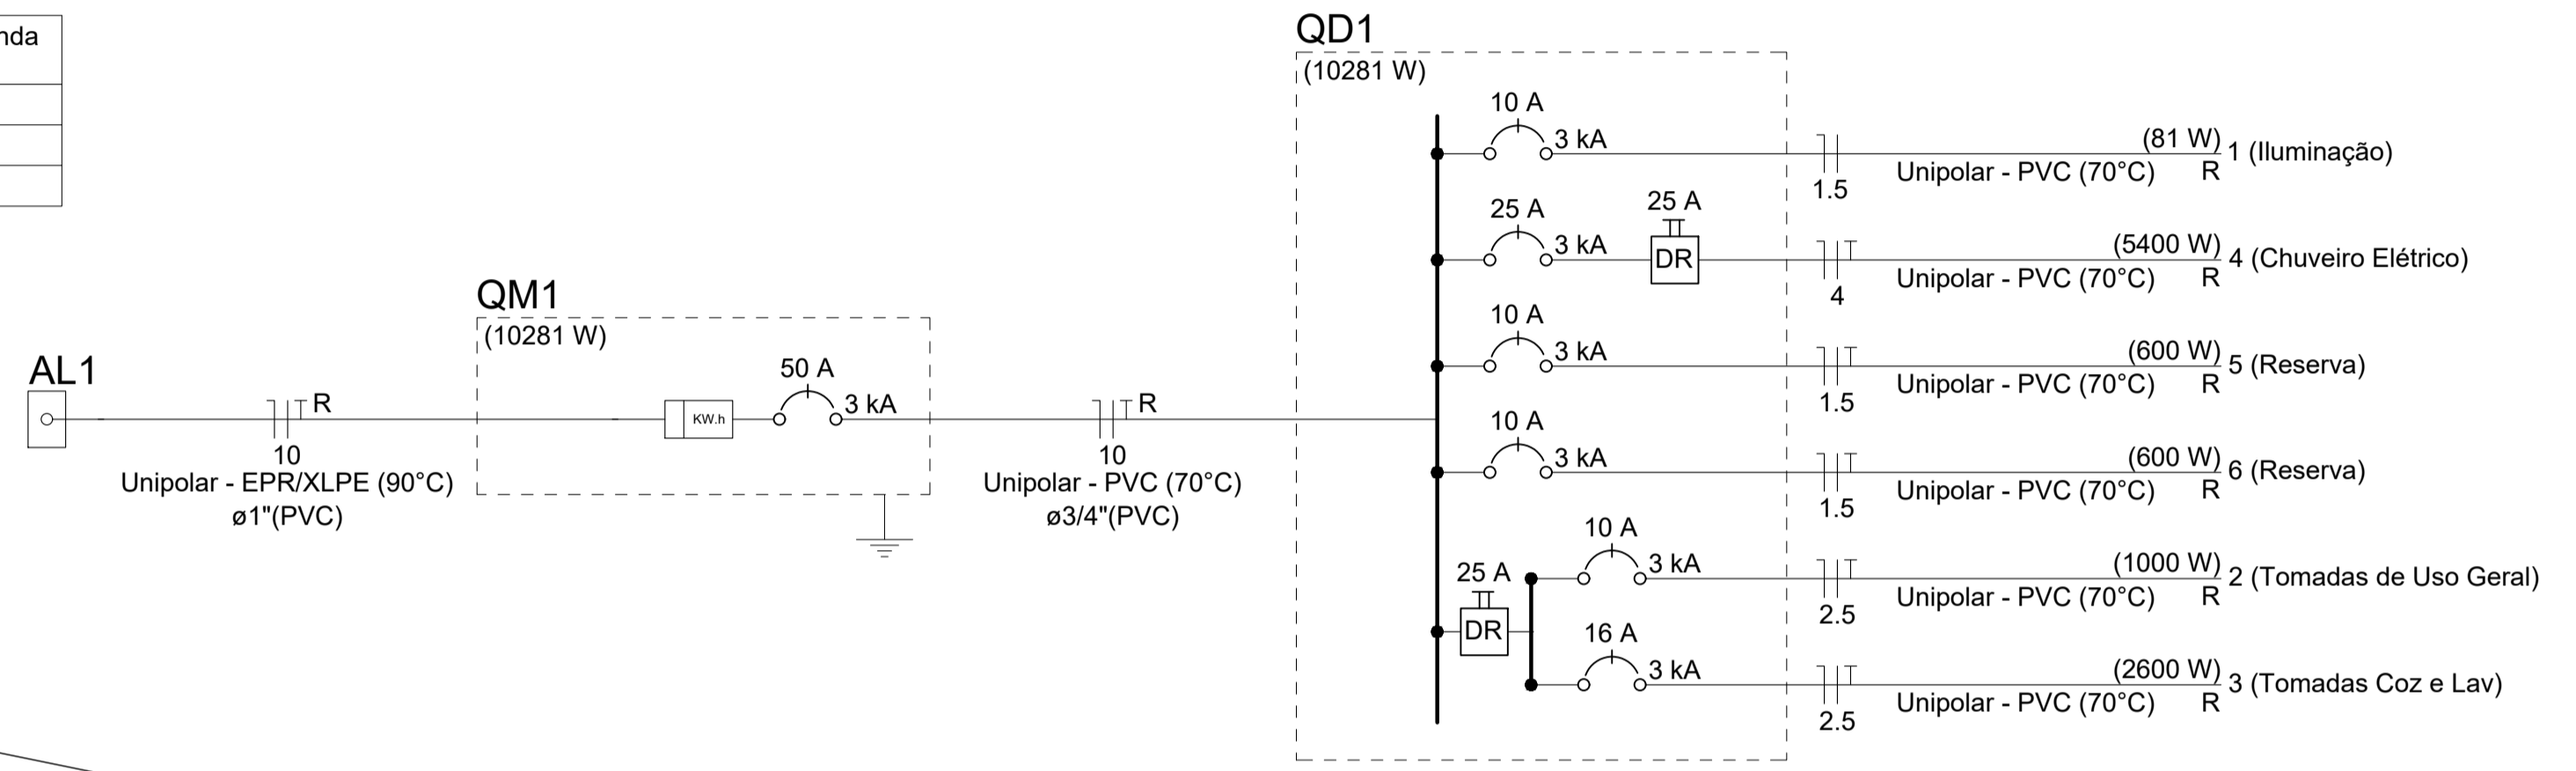 nda
QD1
(10281 W)
10 A
3 kA
1.5
(81 W)
Unipolar - PVC (70°C)
R
1 (Iluminação)
25 A
3 kA
25 A
DR
4
(5400 W)
Unipolar - PVC (70°C)
R
4 (Chuveiro Elétrico)
10 A
3 kA
1.5
(600 W)
Unipolar - PVC (70°C)
R
5 (Reserva)
10 A
3 kA
1.5
(600 W)
Unipolar - PVC (70°C)
R
6 (Reserva)
25 A
DR
10 A
3 kA
2.5
(1000 W)
Unipolar - PVC (70°C)
R
2 (Tomadas de Uso Geral)
16 A
3 kA
2.5
(2600 W)
Unipolar - PVC (70°C)
R
3 (Tomadas Coz e Lav)
QM1
(10281 W)
KW.h
50 A
3 kA
AL1
R
10
Unipolar - EPR/XLPE (90°C)
ø1"(PVC)
R
10
Unipolar - PVC (70°C)
ø3/4"(PVC)